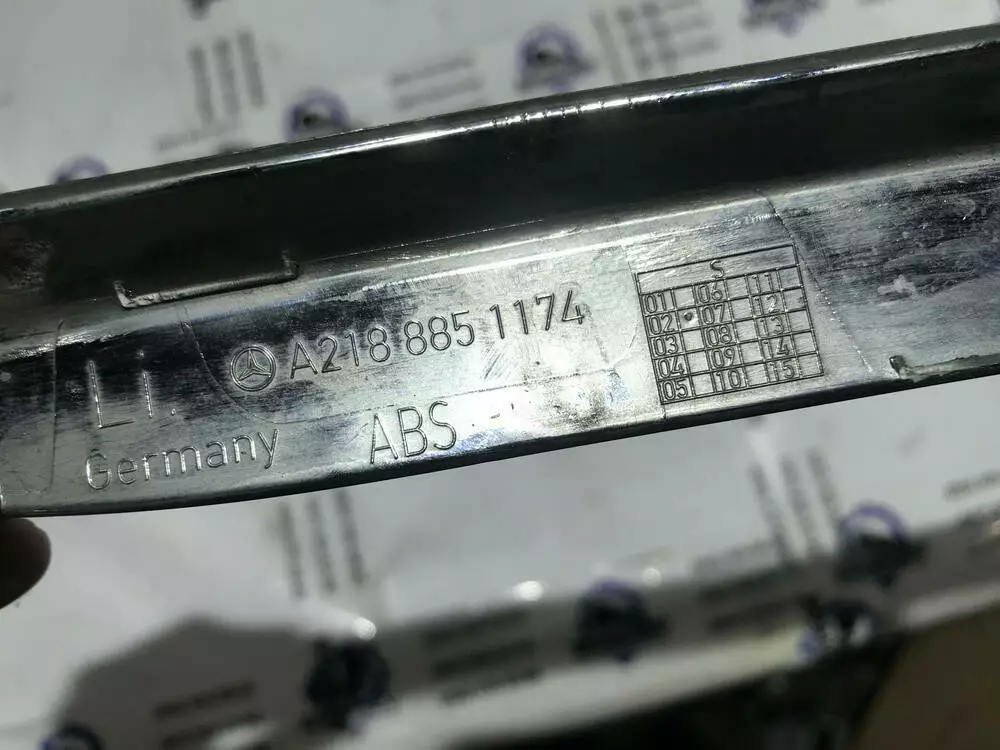 A218 885 1174
Li.
ABS
Germany
S
01 06 11
02 07 12
03 08 13
04 09 14
05 10 15